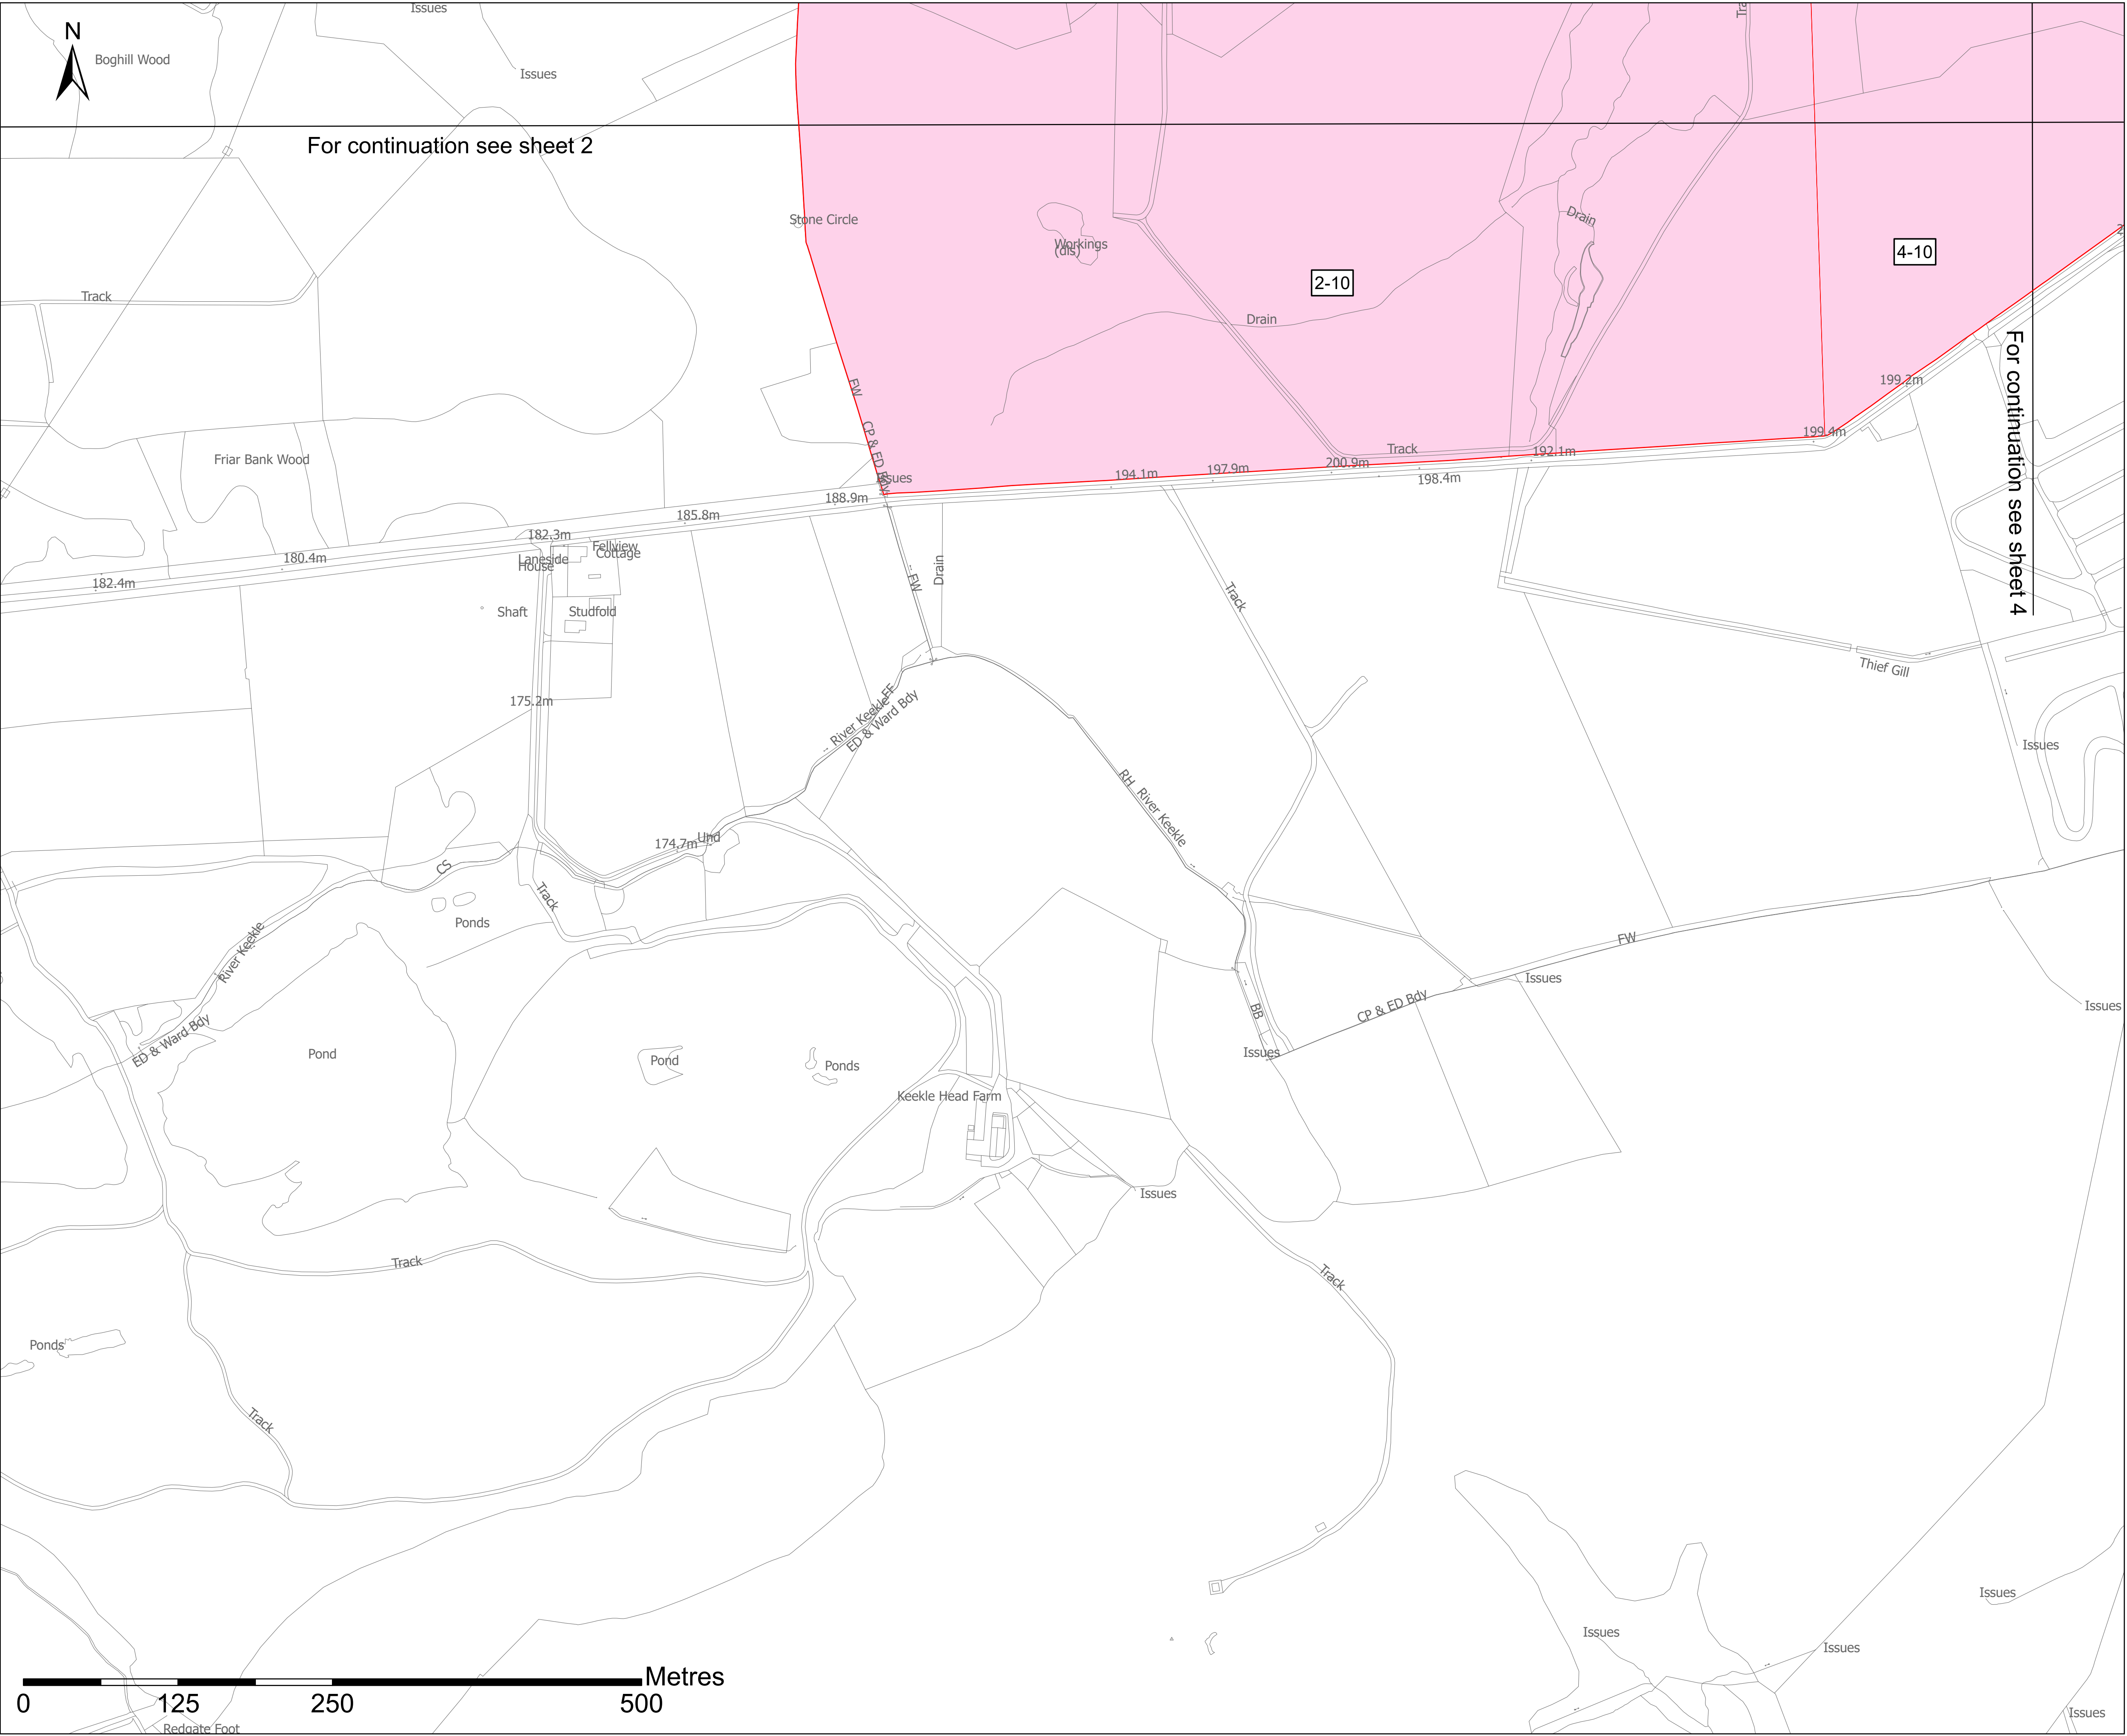 Issues
Tra
N
Boghill Wood
Issues
For continuation see sheet 2
Stone Circle
Drain
Workings
(dis)
4-10
2
2-10
Track
Drain
For continuation see sheet 4
FW
199.2m
CP & ED Bdy
199.4m
Friar Bank Wood
Track
192.1m
200.9m
197.9m
194.1m
198.4m
Issues
188.9m
185.8m
182.3m
180.4m
182.4m
Laneside
House
Fellview
Cottage
FW
Drain
Shaft
Studfold
Track
Thief Gill
175.2m
River Keekle
FF
ED & Ward Bdy
Issues
RH
River Keekle
174.7m
Und
CS
Track
Ponds
River Keekle
FW
Issues
CP & ED Bdy
Issues
BB
ED & Ward Bdy
Pond
Pond
Ponds
Issues
Keekle Head Farm
Issues
Track
Track
Ponds
Track
Issues
Issues
Issues
Metres
0
125
250
500
Issues
Redgate Foot